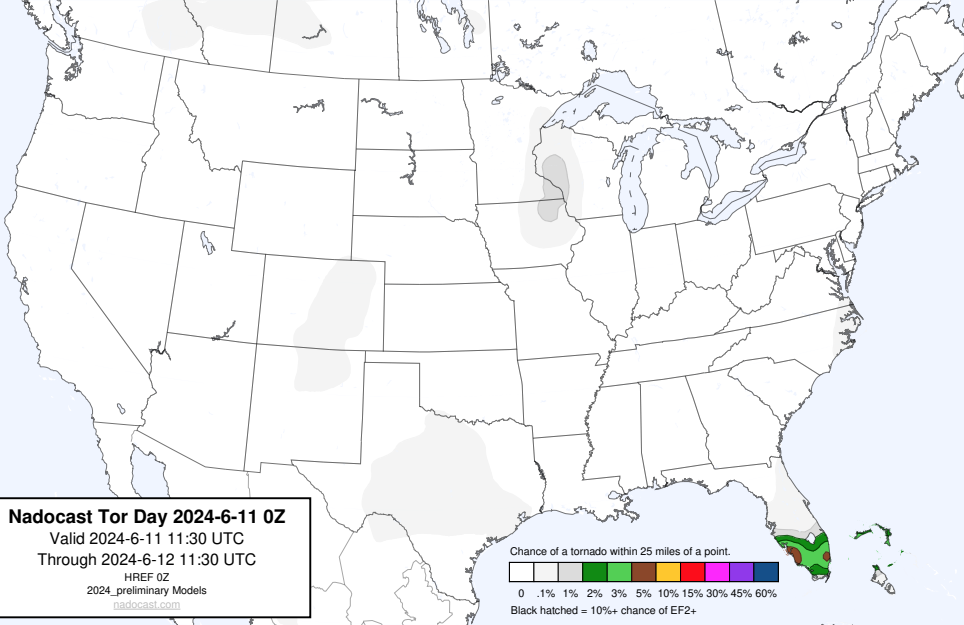 Nadocast Tor Day 2024-6-11 0Z
Valid 2024-6-11 11:30 UTC
Through 2024-6-12 11:30 UTC
HREF 0Z
2024_preliminary Models
nadocast.com
Chance of a tornado within 25 miles of a point.
0 .1% 1% 2% 3% 5% 10% 15% 30% 45% 60%
Black hatched = 10%+ chance of EF2+